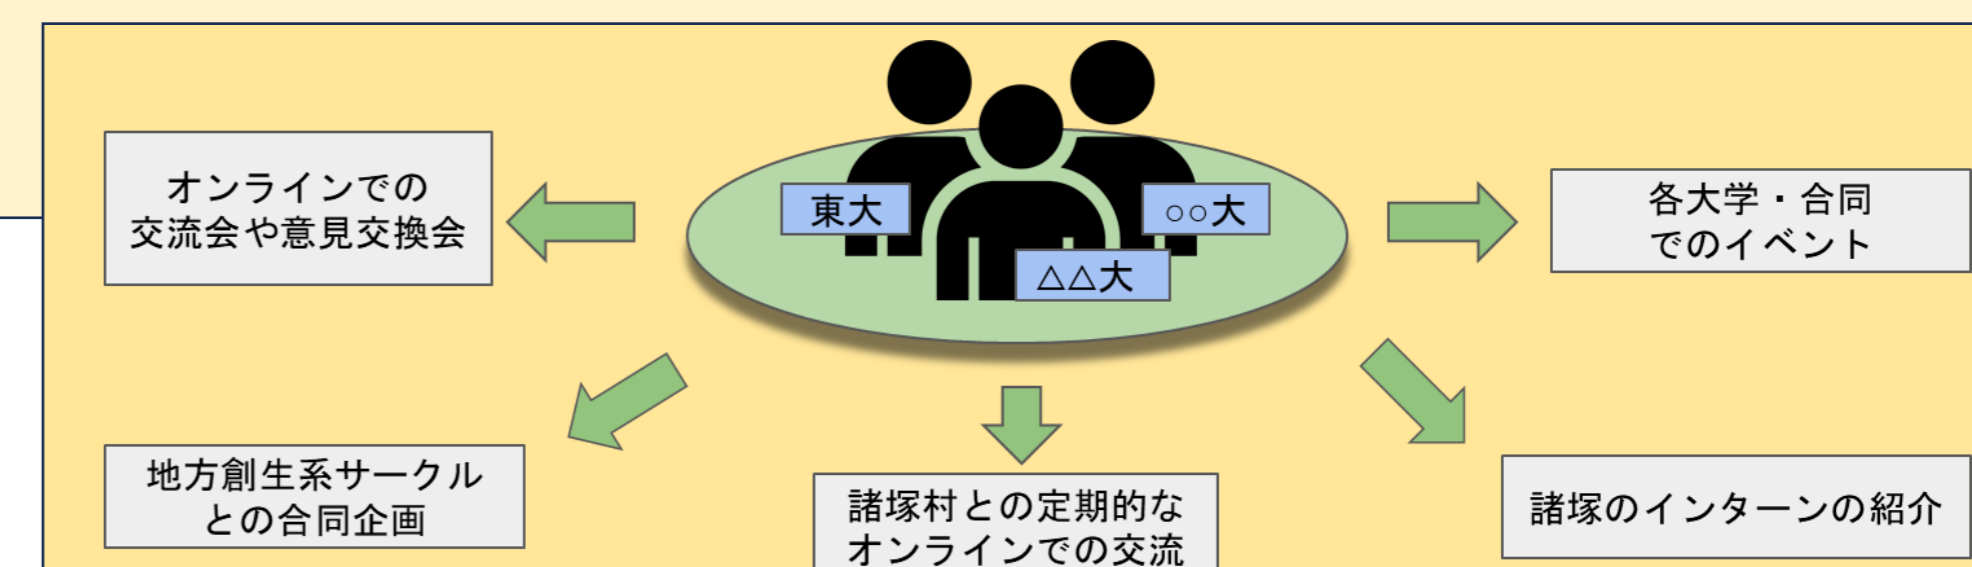 オンラインでの
交流会や意見交換会
東大
○○大
△△大
各大学・合同
でのイベント
地方創生系サークル
との合同企画
諸塚村との定期的な
オンラインでの交流
諸塚のインターンの紹介